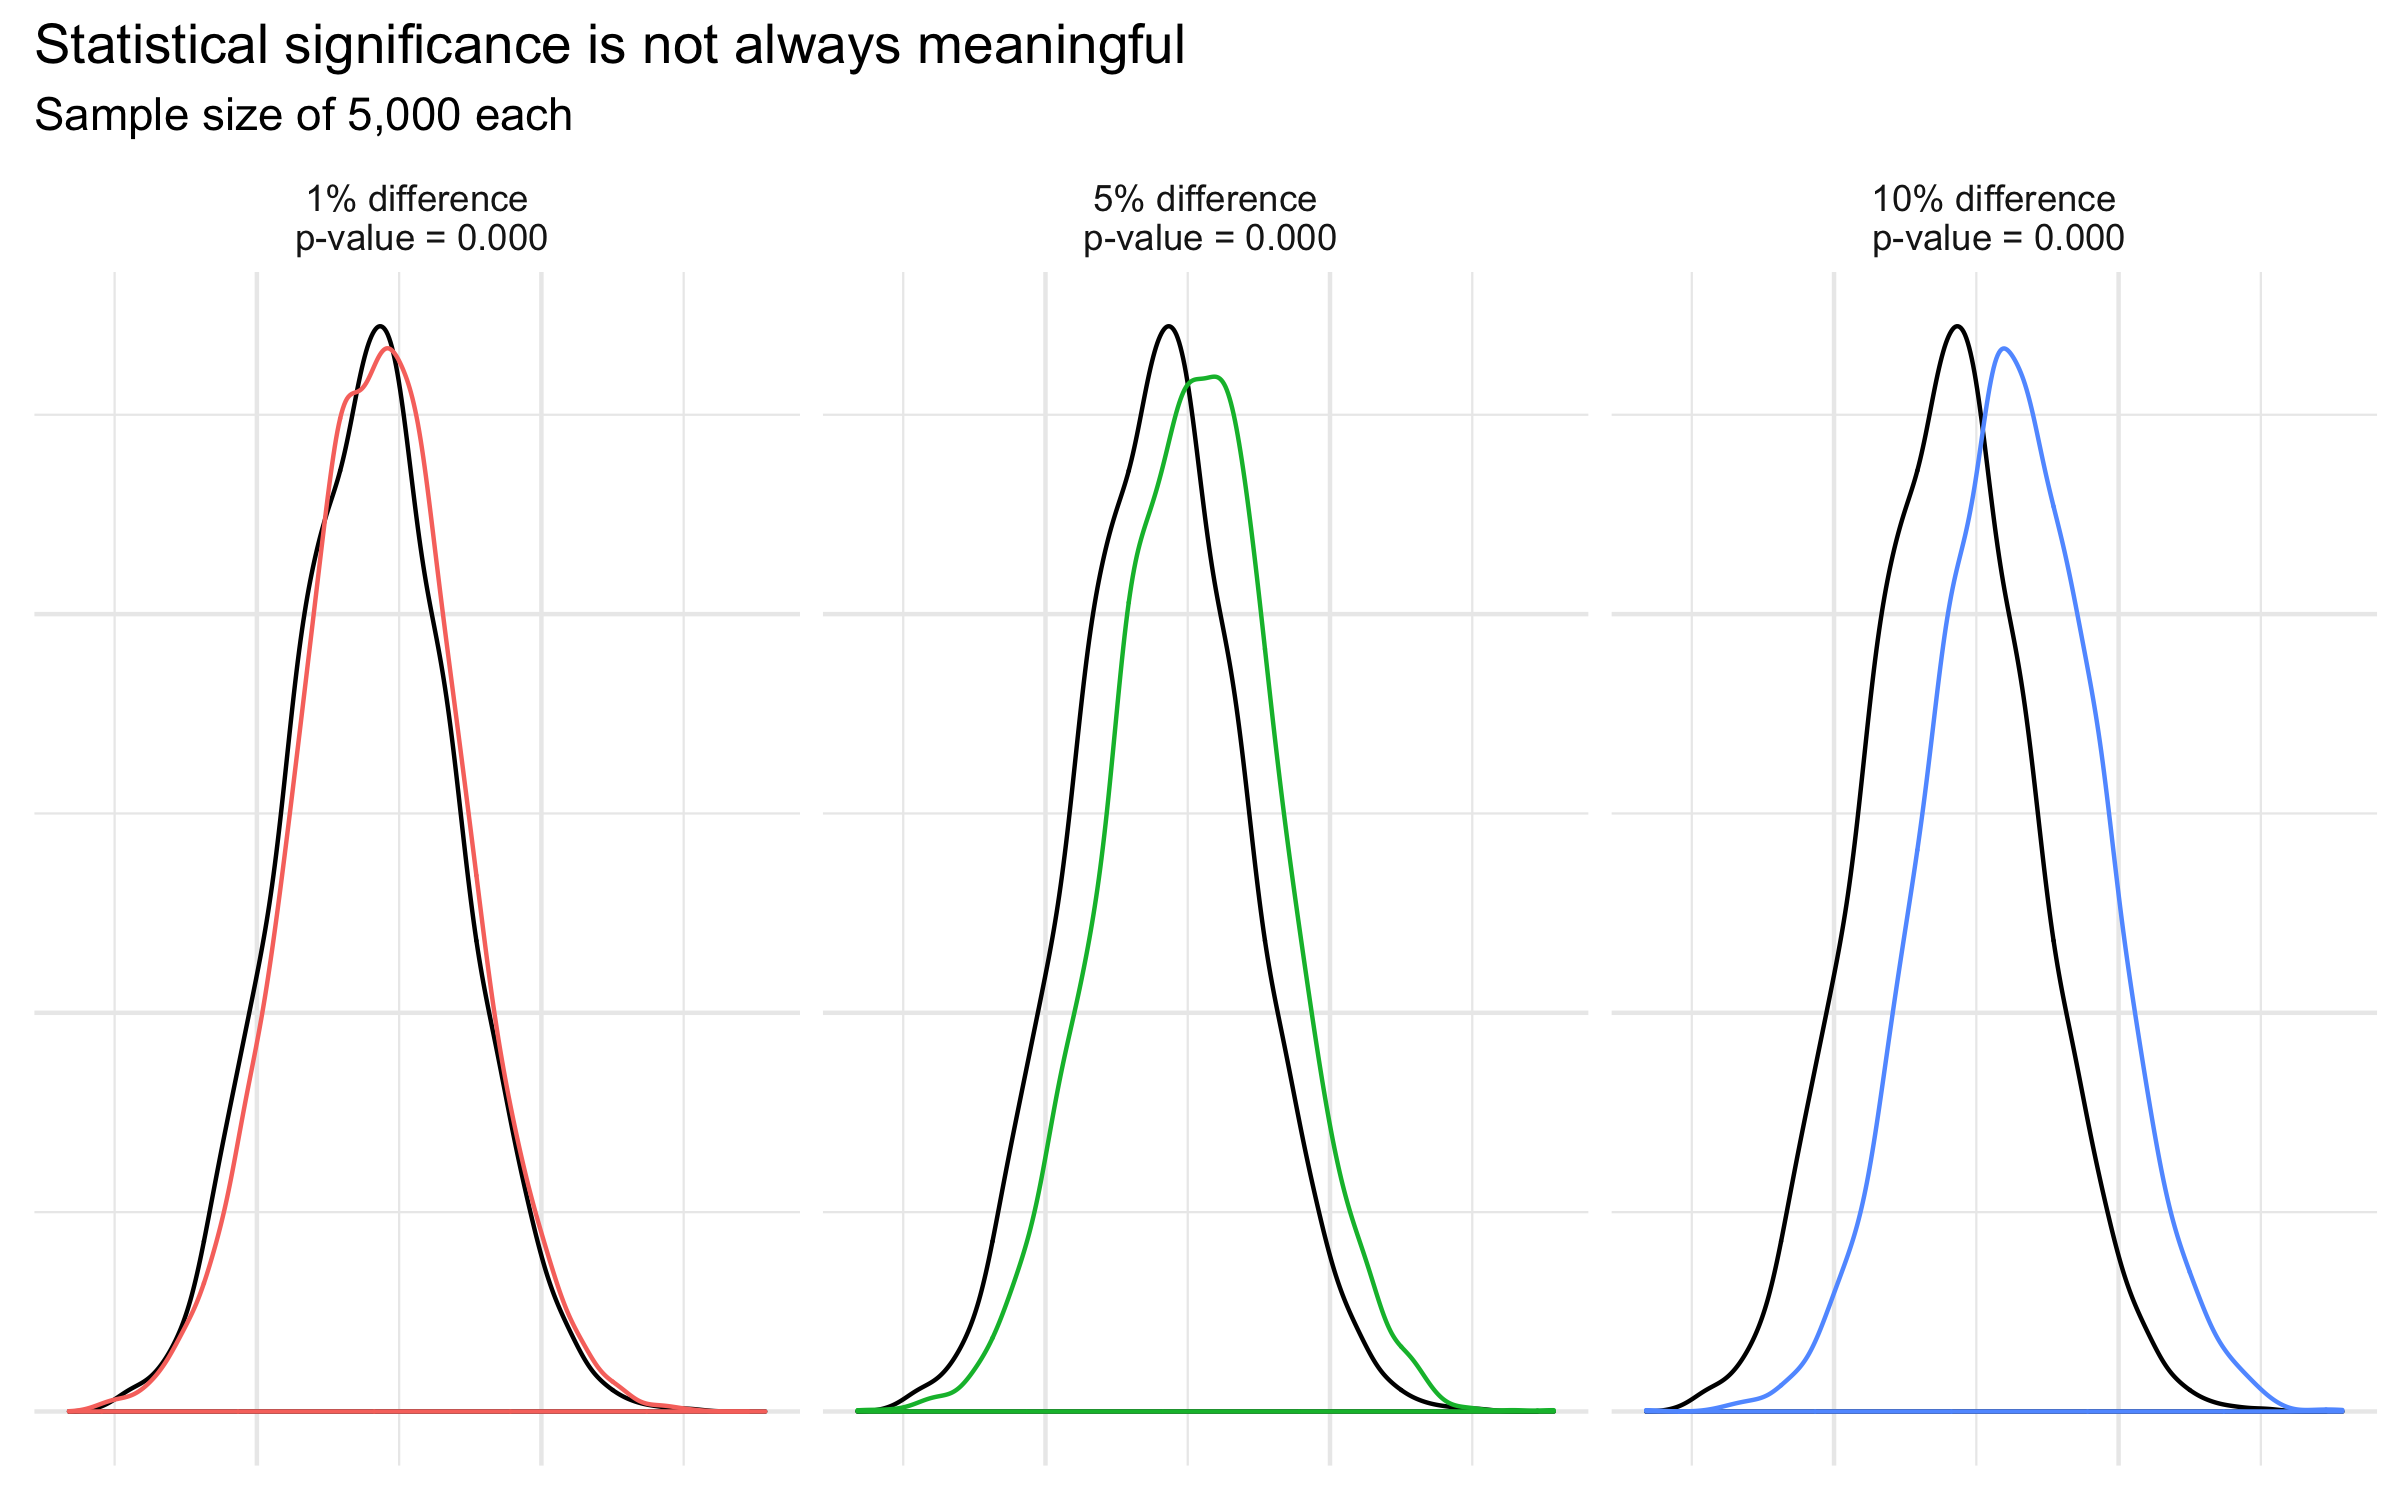 Statistical significance is not always meaningful
Sample size of 5,000 each
1% difference
p-value = 0.000
5% difference
p-value = 0.000
10% difference
p-value = 0.000